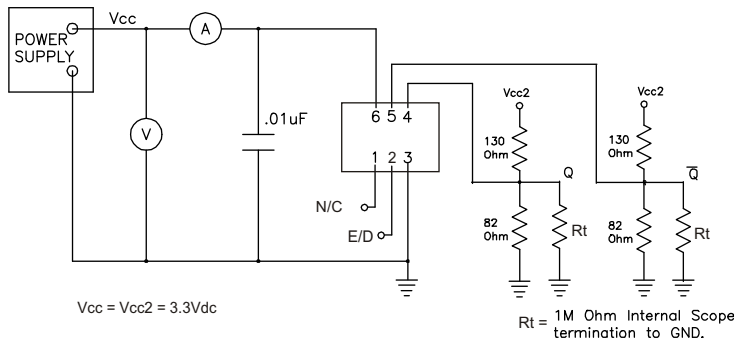 Vcc
A
POWER
SUPPLY
V
.01uF
6 5 4
1 2 3
N/C
E/D
Vcc2
130
Ohm
Q
82
Ohm
Rt
Vcc2
130
Ohm
Q̅
82
Ohm
Rt
Vcc = Vcc2 = 3.3Vdc
Rt = 1M Ohm Internal Scope
termination to GND.